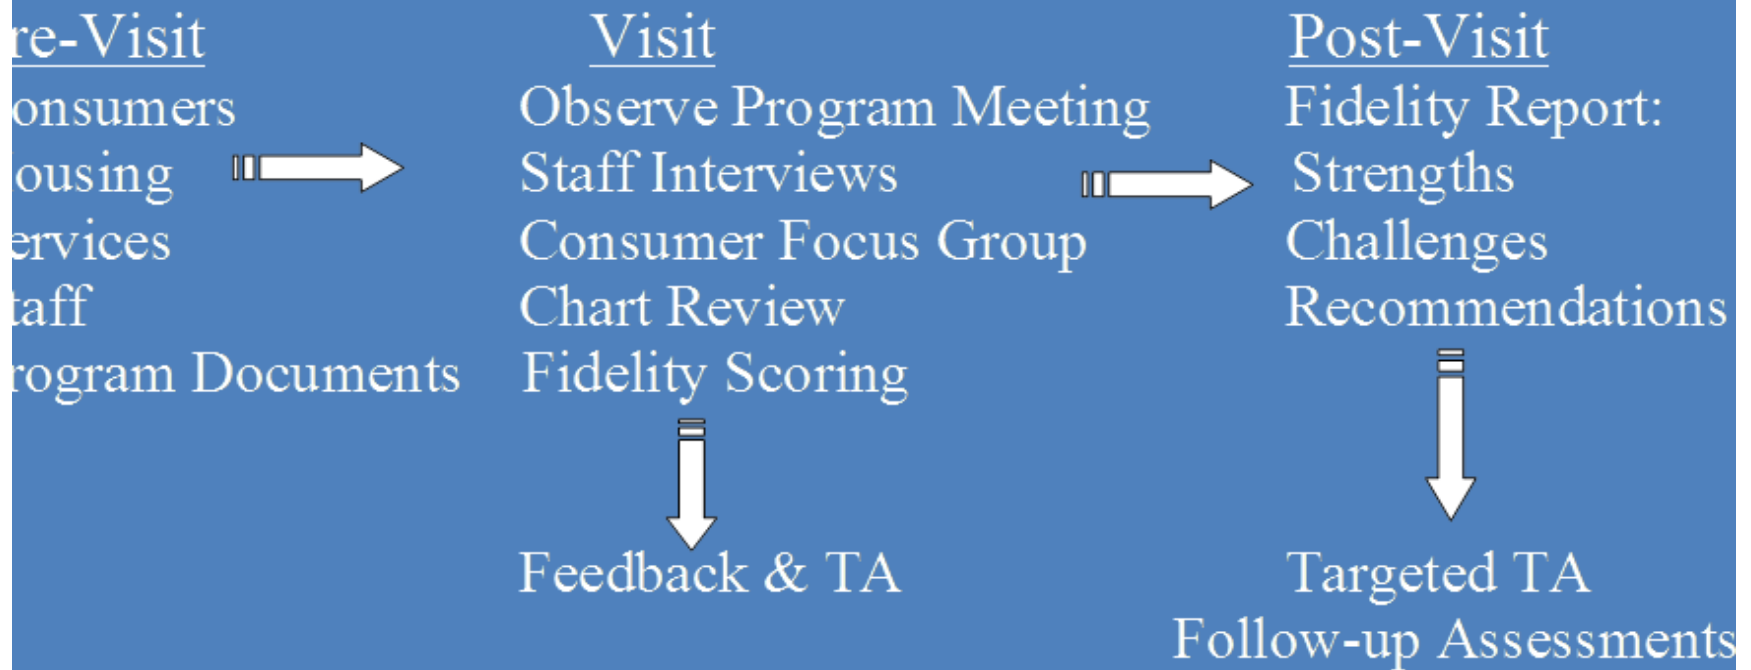 re-Visit
onsumers
ousing
ervices
taff
rogram Documents
Visit
Observe Program Meeting
Staff Interviews
Consumer Focus Group
Chart Review
Fidelity Scoring
Feedback & TA
Post-Visit
Fidelity Report:
Strengths
Challenges
Recommendations
Targeted TA
Follow-up Assessments